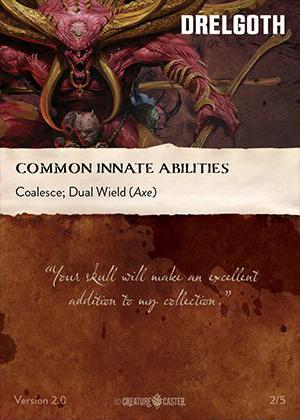 DRELGOTH
COMMON INNATE ABILITIES
Coalesce; Dual Wield (Axe)
“Your skull will make an excellent
addition to my collection.”
Version 2.0
CREATURE CASTER
2/5